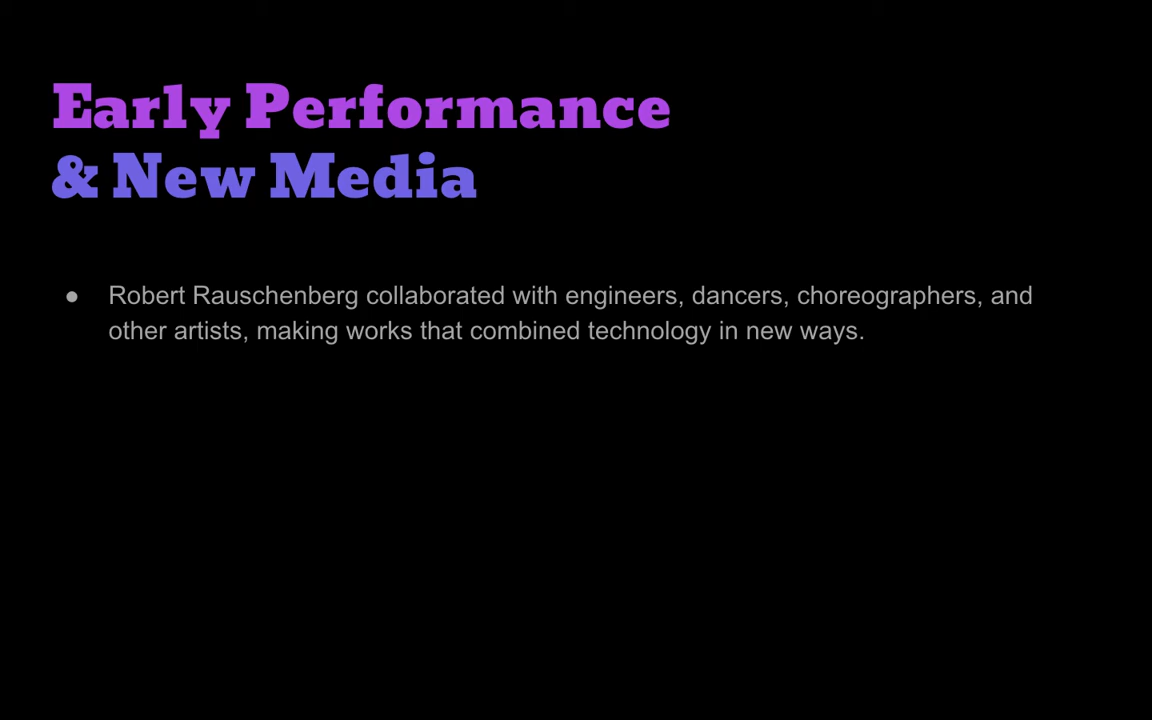 Early Performance
& New Media
● Robert Rauschenberg collaborated with engineers, dancers, choreographers, and
other artists, making works that combined technology in new ways.